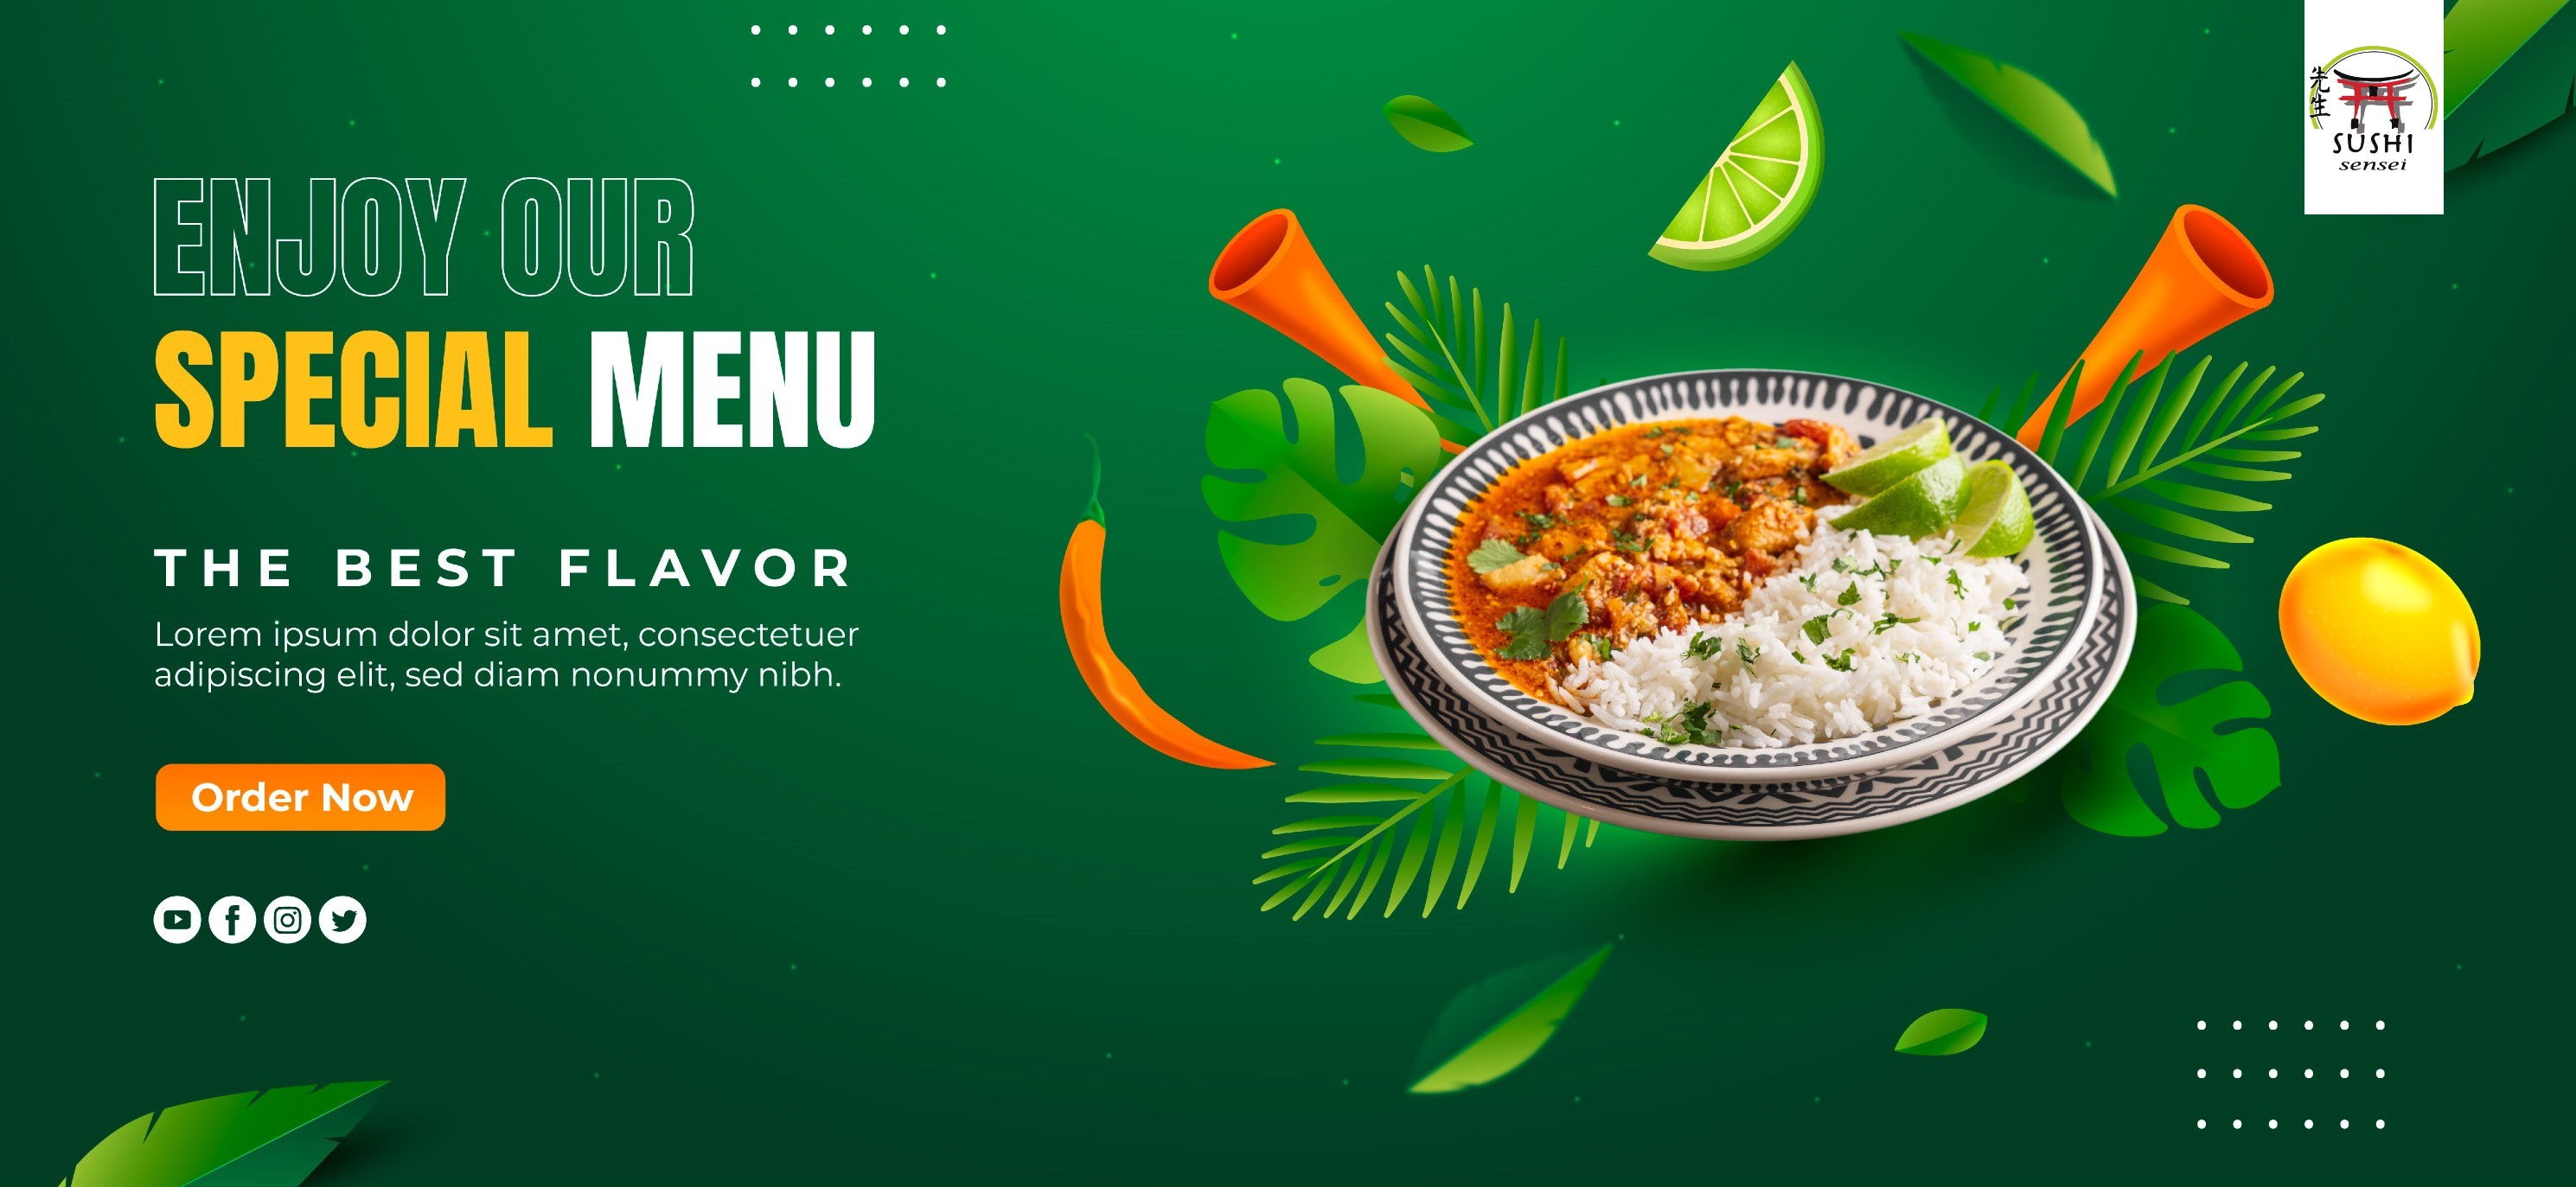 ENJOY OUR
SPECIAL MENU
THE BEST FLAVOR
Lorem ipsum dolor sit amet, consectetuer
adipiscing elit, sed diam nonummy nibh.
Order Now
先生
SUSHI
sensei